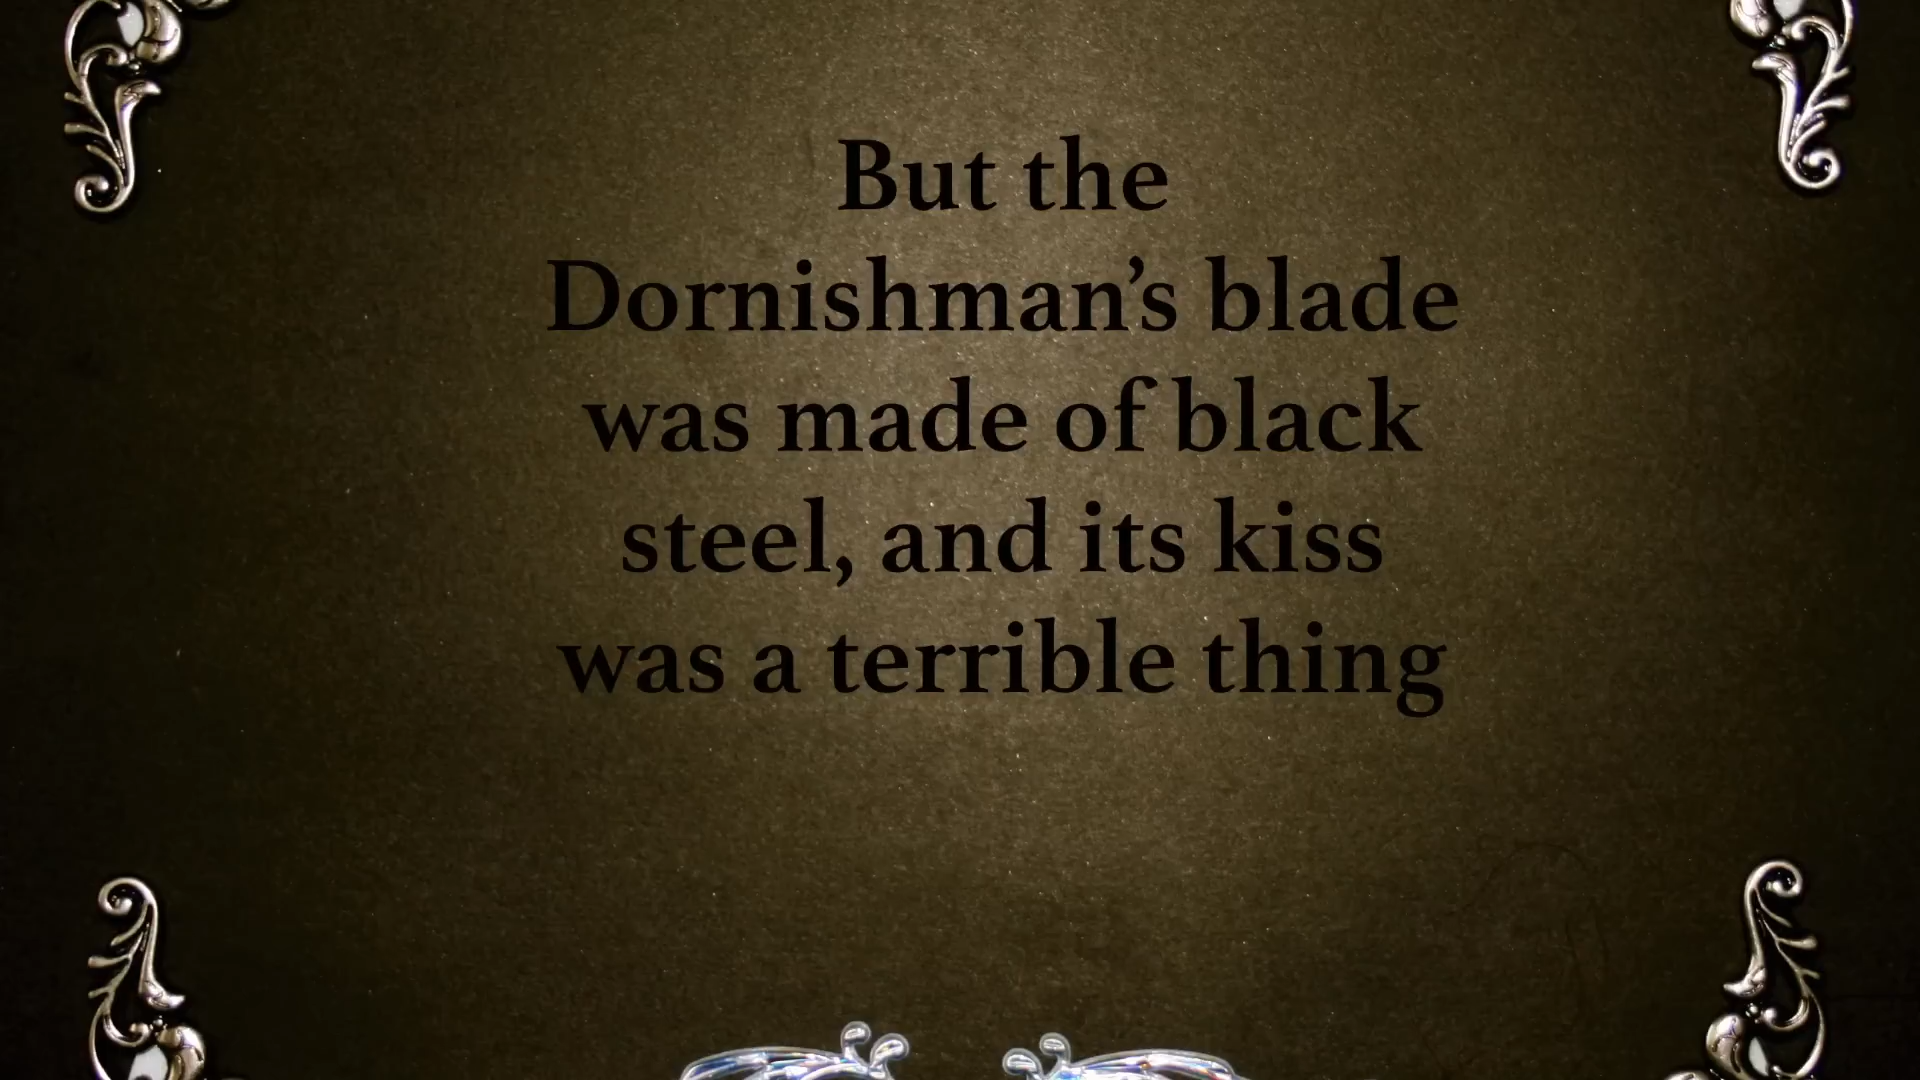 But the
Dornishman’s blade
was made of black
steel, and its kiss
was a terrible thing